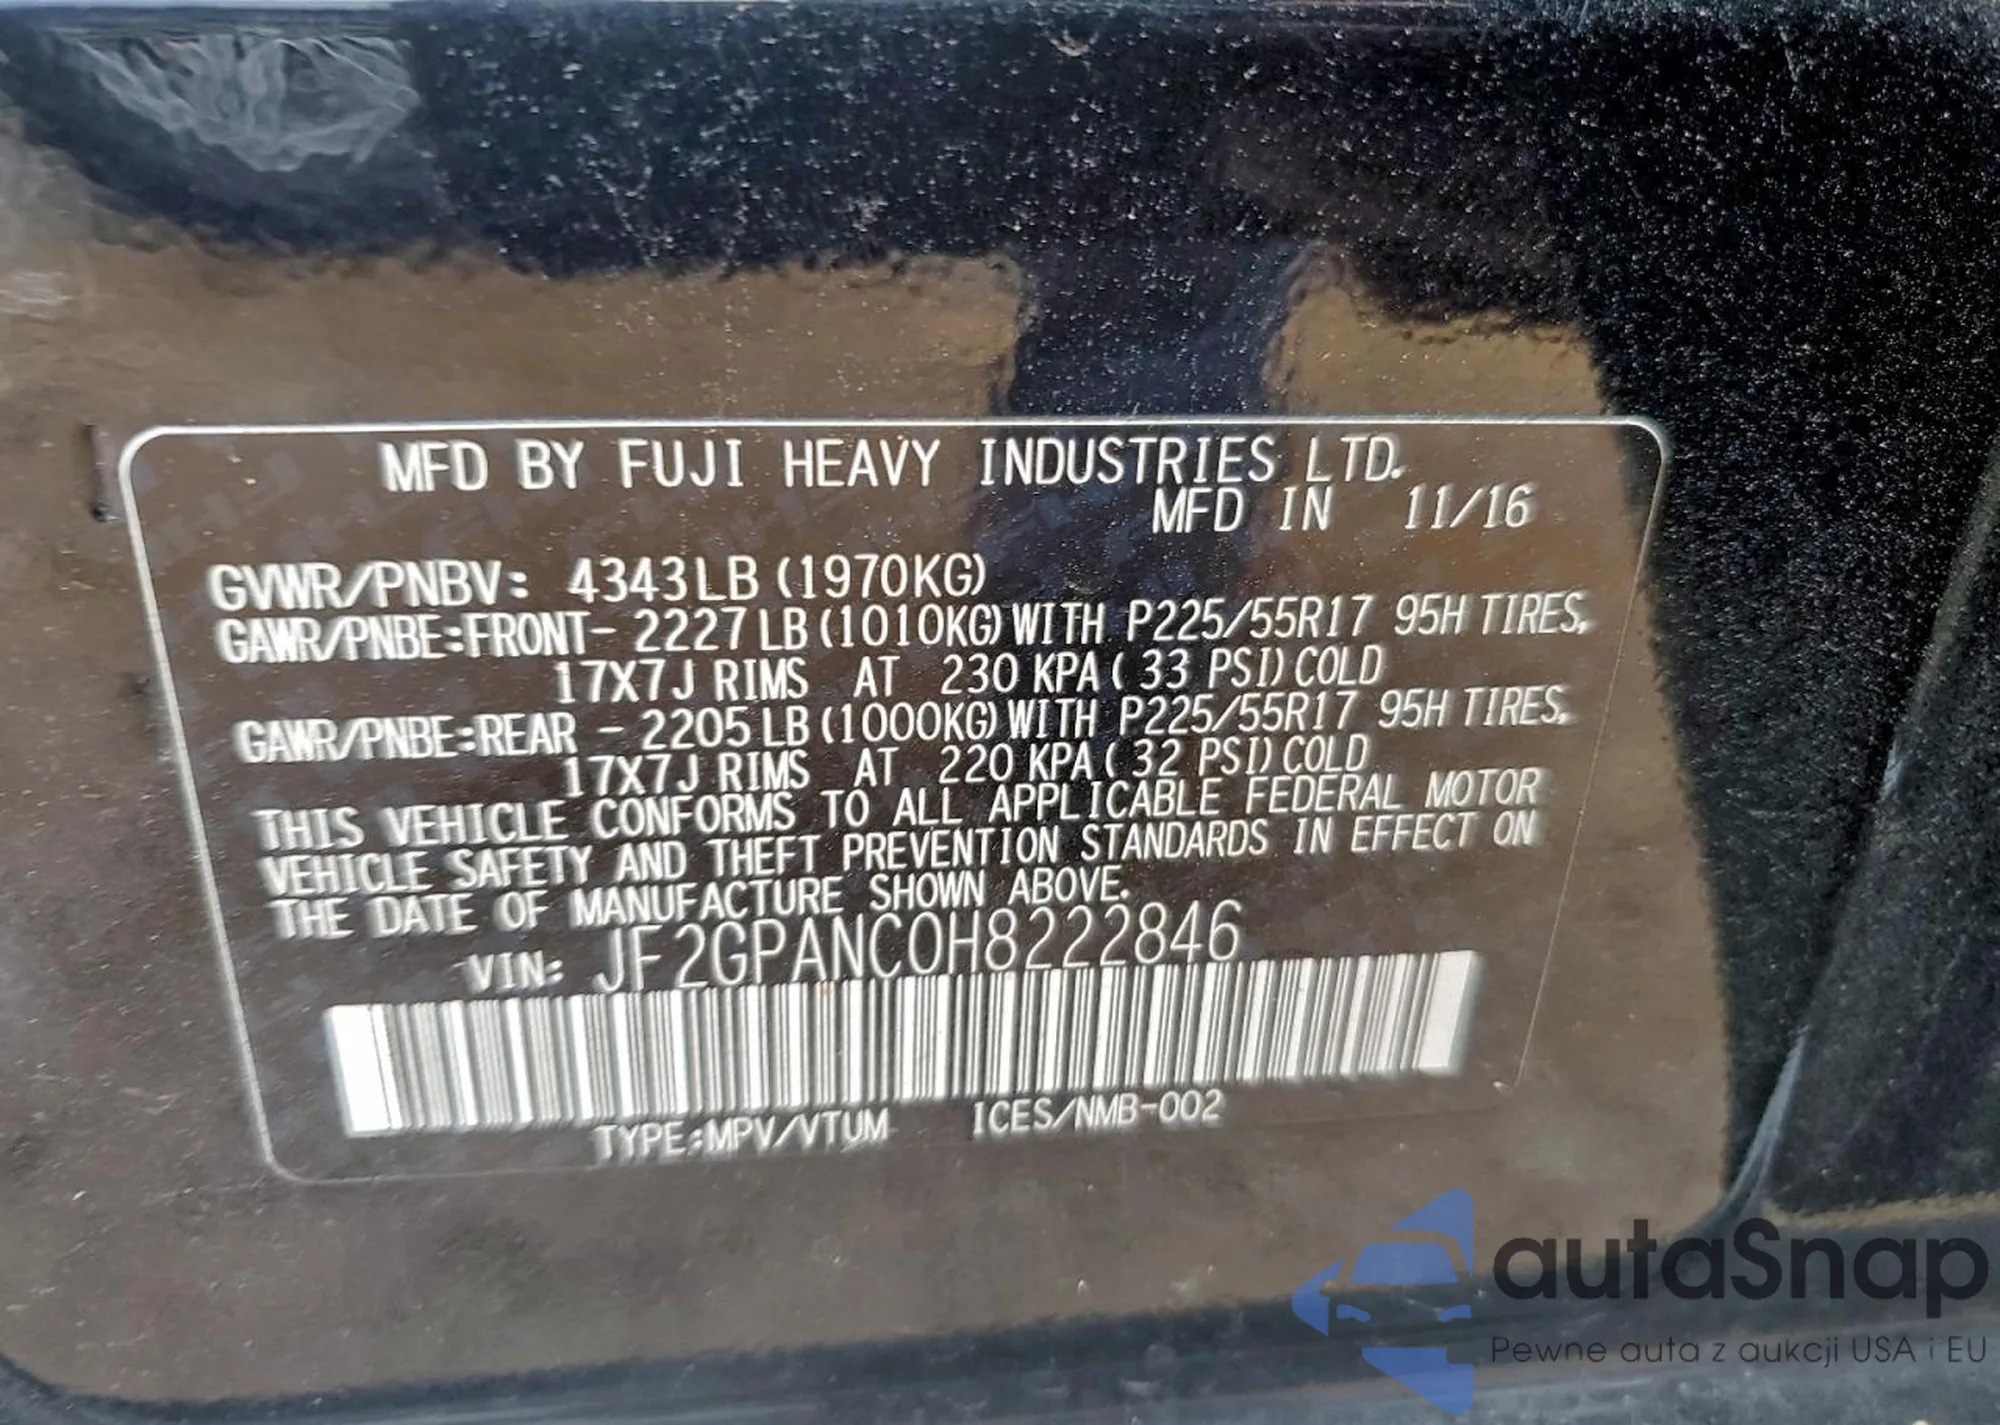 MFD BY FUJI HEAVY INDUSTRIES LTD.
MFD IN 11/16
GVWR/PNBV: 4343LB (1970KG)
GAWR/PNBE:FRONT- 2227LB (1010KG) WITH P225/55R17 95H TIRES,
17X7J RIMS AT 230 KPA ( 33 PSI) COLD
GAWR/PNBE:REAR - 2205LB (1000KG) WITH P225/55R17 95H TIRES,
17X7J RIMS AT 220 KPA ( 32 PSI) COLD
THIS VEHICLE CONFORMS TO ALL APPLICABLE FEDERAL MOTOR
VEHICLE SAFETY AND THEFT PREVENTION STANDARDS IN EFFECT ON
THE DATE OF MANUFACTURE SHOWN ABOVE.
VIN: JF2GPANC0H8222846
TYPE:MPV/VTUM ICES/NMB-002
autaSnap
Pewne auta z aukcji USA i EU